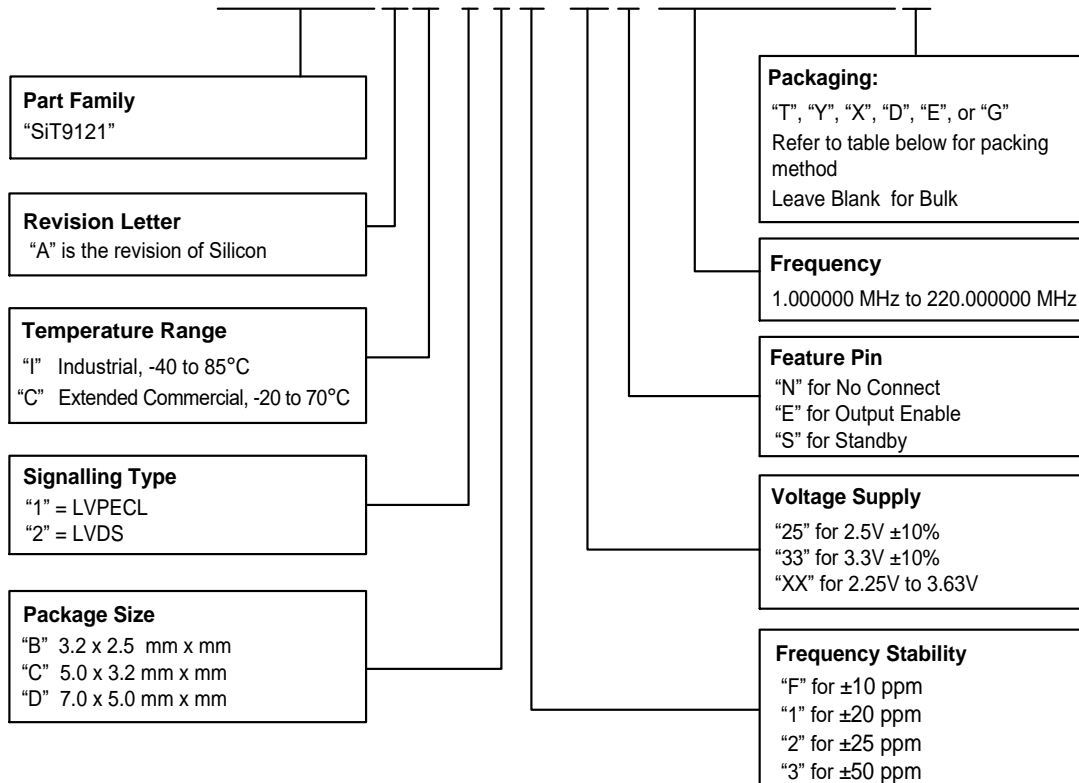 Part Family
“SiT9121”
Revision Letter
“A” is the revision of Silicon
Temperature Range
“I” Industrial, -40 to 85°C
“C” Extended Commercial, -20 to 70°C
Signalling Type
“1” = LVPECL
“2” = LVDS
Package Size
“B” 3.2 x 2.5 mm x mm
“C” 5.0 x 3.2 mm x mm
“D” 7.0 x 5.0 mm x mm
Packaging:
“T”, “Y”, “X”, “D”, “E”, or “G”
Refer to table below for packing
method
Leave Blank for Bulk
Frequency
1.000000 MHz to 220.000000 MHz
Feature Pin
“N” for No Connect
“E” for Output Enable
“S” for Standby
Voltage Supply
“25” for 2.5V ±10%
“33” for 3.3V ±10%
“XX” for 2.25V to 3.63V
Frequency Stability
“F” for ±10 ppm
“1” for ±20 ppm
“2” for ±25 ppm
“3” for ±50 ppm